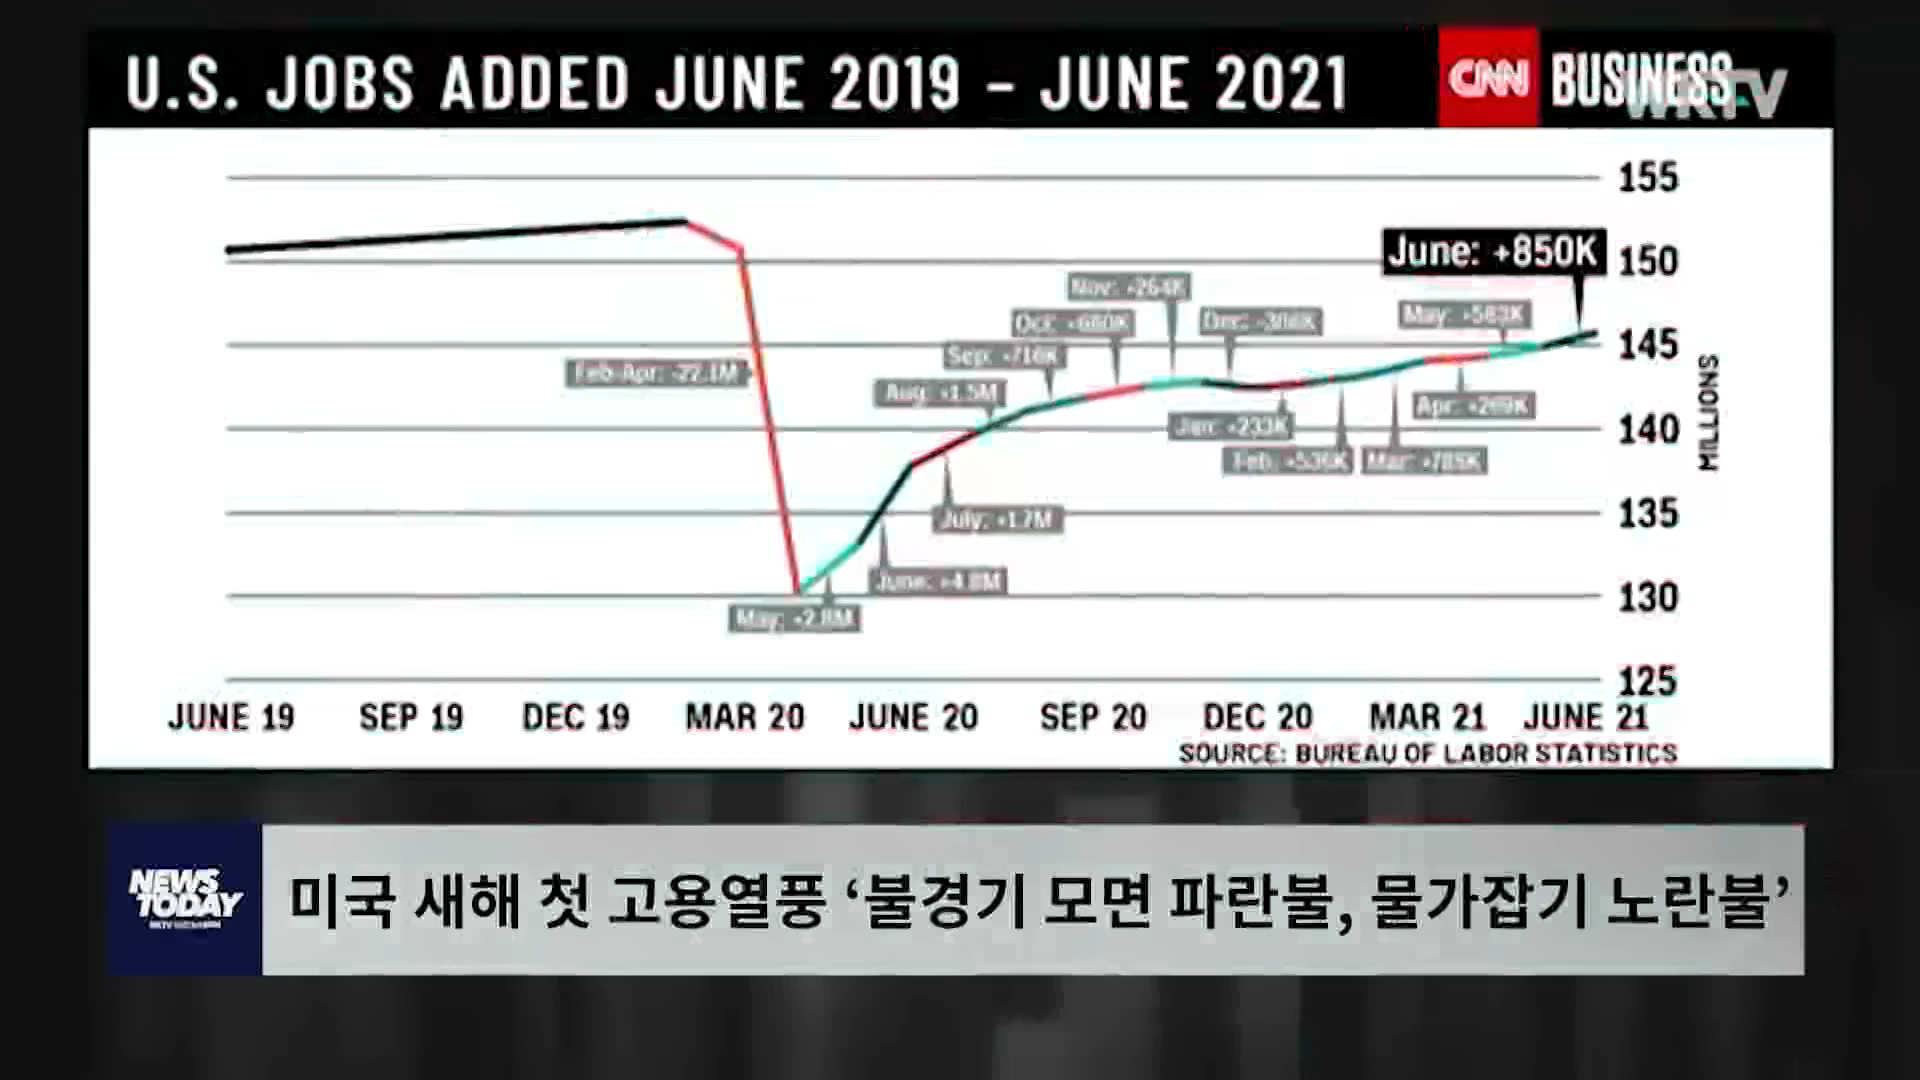 U.S. JOBS ADDED JUNE 2019 – JUNE 2021
CNN BUSINESS
WKTV
155
June: +850K
150
Nov: +264K
Oct: +680K
May: +583K
145
Sep: +716K
Feb-Apr: -22.1M
Aug: +1.5M
Jan: +233K
Apr: +269K
140
Feb: +536K
Mar: +785K
MILLIONS
July: +1.7M
135
June: +4.8M
130
May: +2.8M
125
JUNE 19 SEP 19 DEC 19 MAR 20 JUNE 20 SEP 20 DEC 20 MAR 21 JUNE 21
SOURCE: BUREAU OF LABOR STATISTICS
NEWS
TODAY
미국 새해 첫 고용열풍 ‘불경기 모면 파란불, 물가잡기 노란불’